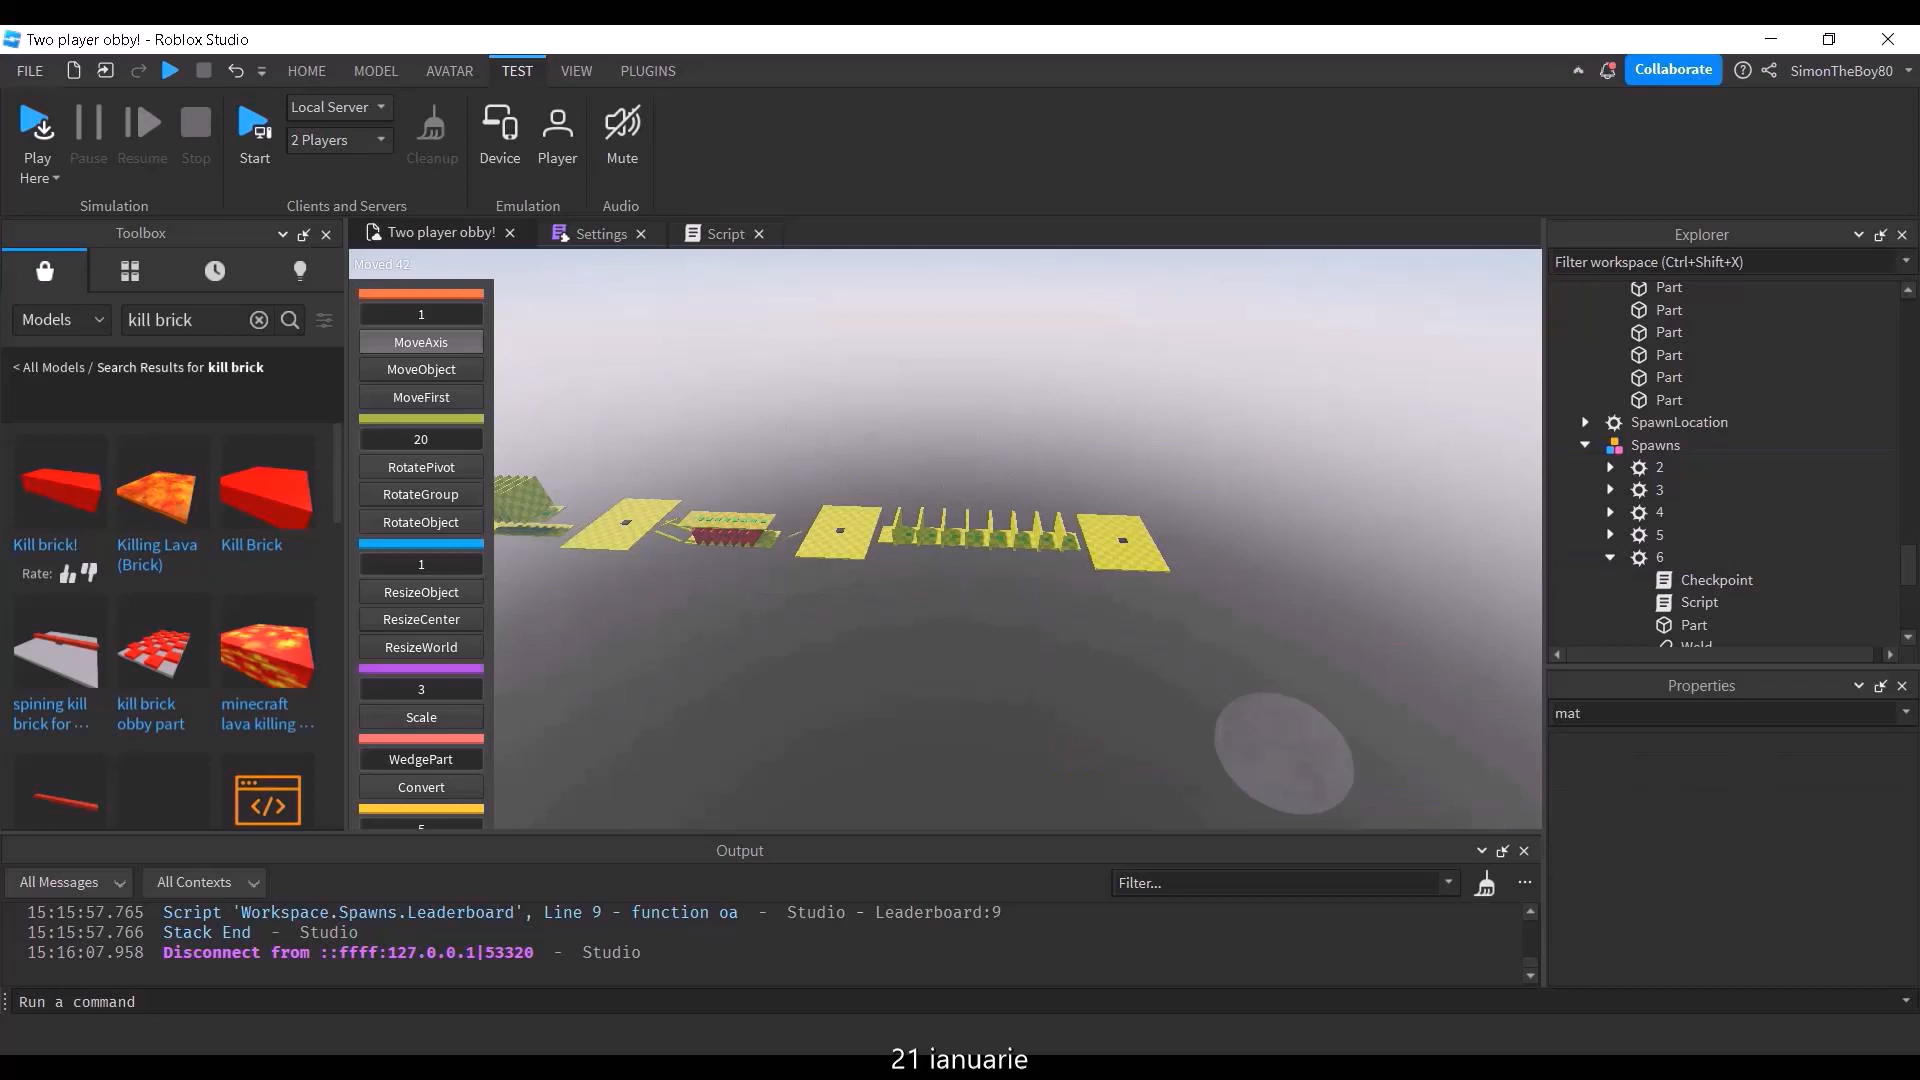 Two player obby! - Roblox Studio
FILE HOME MODEL AVATAR TEST VIEW PLUGINS Collaborate SimonTheBoy80
Play
Here
Pause
Resume
Stop
Simulation
Start
Local Server
2 Players
Cleanup
Clients and Servers
Device
Player
Emulation
Mute
Audio
Toolbox
Models
kill brick
< All Models / Search Results for kill brick
Kill brick!
Rate:
Killing Lava
(Brick)
Kill Brick
spining kill
brick for ...
kill brick
obby part
minecraft
lava killing ...
Two player obby!
Settings
Script
Moved 42
1
MoveAxis
MoveObject
MoveFirst
20
RotatePivot
RotateGroup
RotateObject
1
ResizeObject
ResizeCenter
ResizeWorld
3
Scale
WedgePart
Convert
5
Explorer
Filter workspace (Ctrl+Shift+X)
Part
Part
Part
Part
Part
Part
SpawnLocation
Spawns
2
3
4
5
6
Checkpoint
Script
Part
Weld
Properties
mat
Output
All Messages
All Contexts
Filter...
15:15:57.765 Script 'Workspace.Spawns.Leaderboard', Line 9 - function oa - Studio - Leaderboard:9
15:15:57.766 Stack End - Studio
15:16:07.958 Disconnect from ::ffff:127.0.0.1|53320 - Studio
Run a command
21 ianuarie